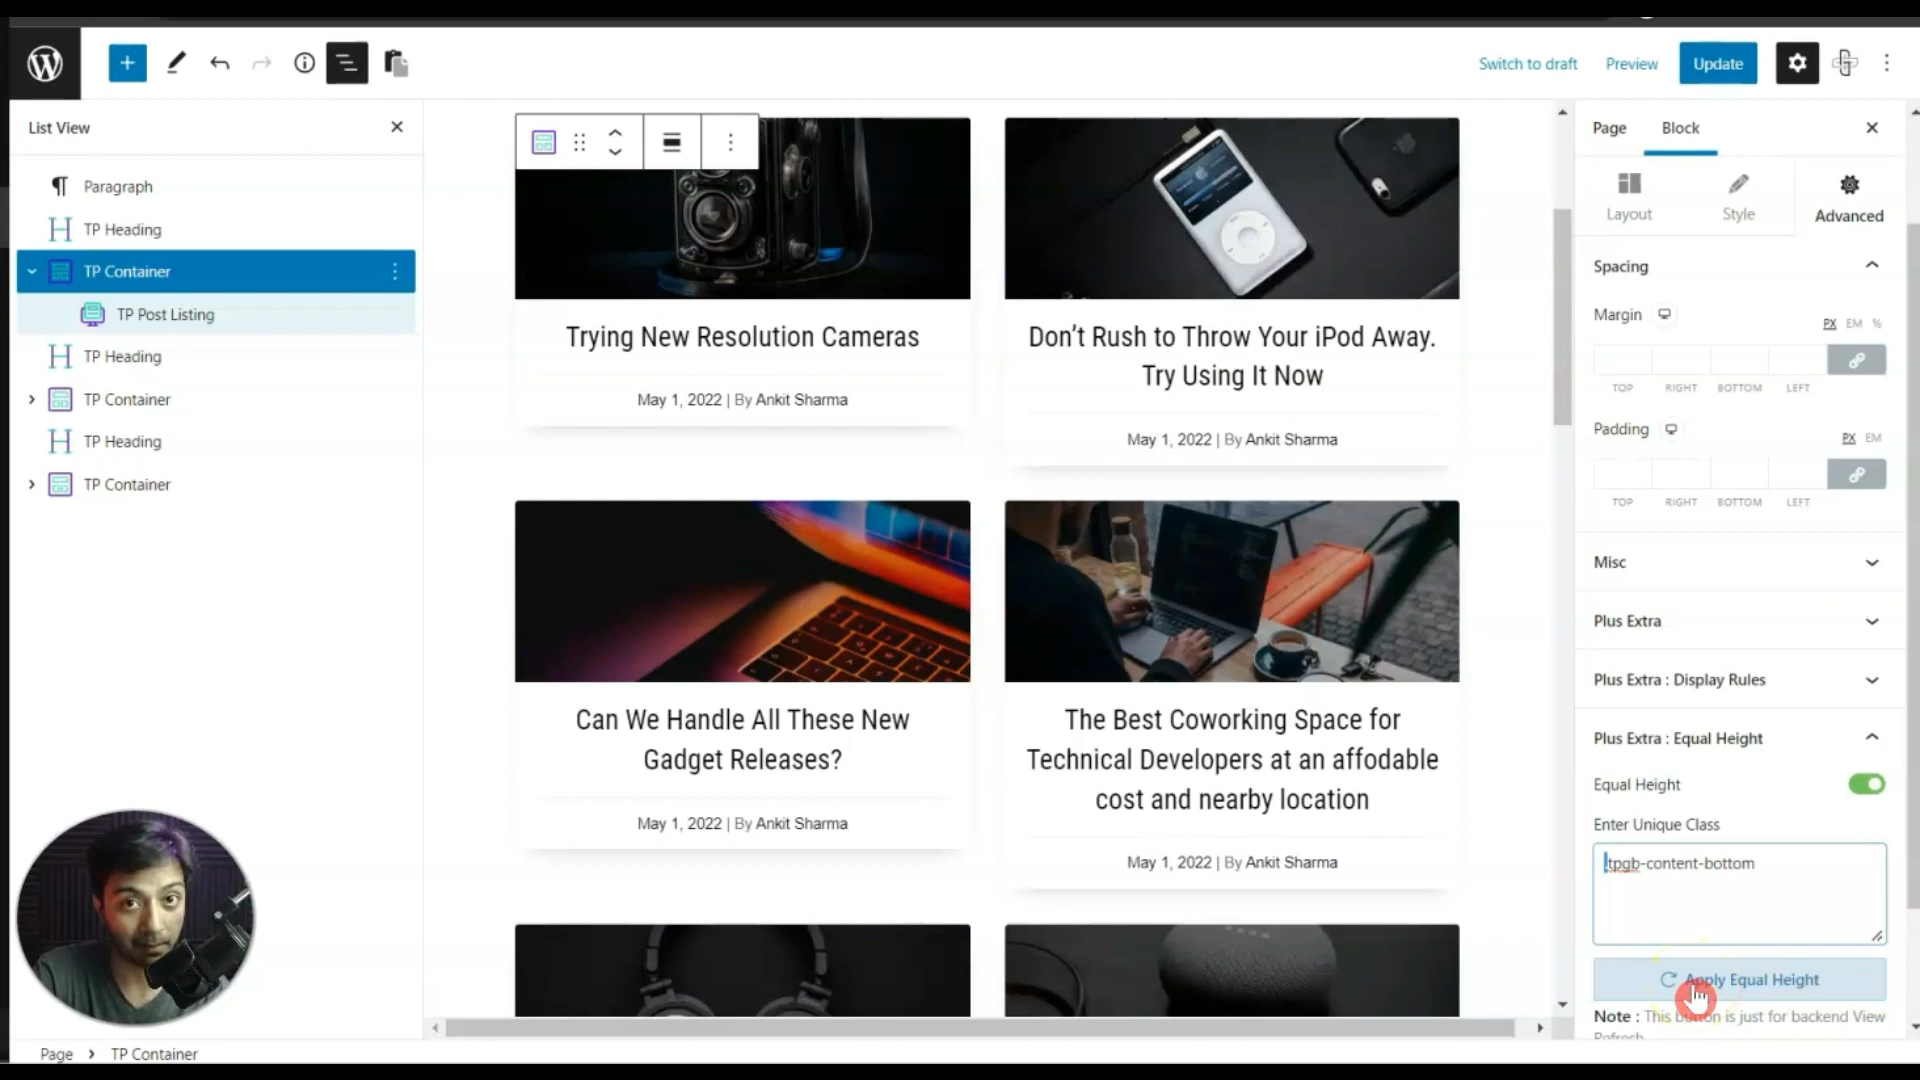 Switch to draft
Preview
Update
List View
Paragraph
TP Heading
TP Container
TP Post Listing
TP Heading
TP Container
TP Heading
TP Container
Trying New Resolution Cameras
May 1, 2022 | By Ankit Sharma
Don't Rush to Throw Your iPod Away.
Try Using It Now
May 1, 2022 | By Ankit Sharma
Can We Handle All These New
Gadget Releases?
May 1, 2022 | By Ankit Sharma
The Best Coworking Space for
Technical Developers at an affodable
cost and nearby location
May 1, 2022 | By Ankit Sharma
Page
Block
Layout
Style
Advanced
Spacing
Margin
PX EM %
TOP RIGHT BOTTOM LEFT
Padding
PX EM
TOP RIGHT BOTTOM LEFT
Misc
Plus Extra
Plus Extra : Display Rules
Plus Extra : Equal Height
Equal Height
Enter Unique Class
.tpgb-content-bottom
Apply Equal Height
Note : This button is just for backend View
Refresh
Page
TP Container